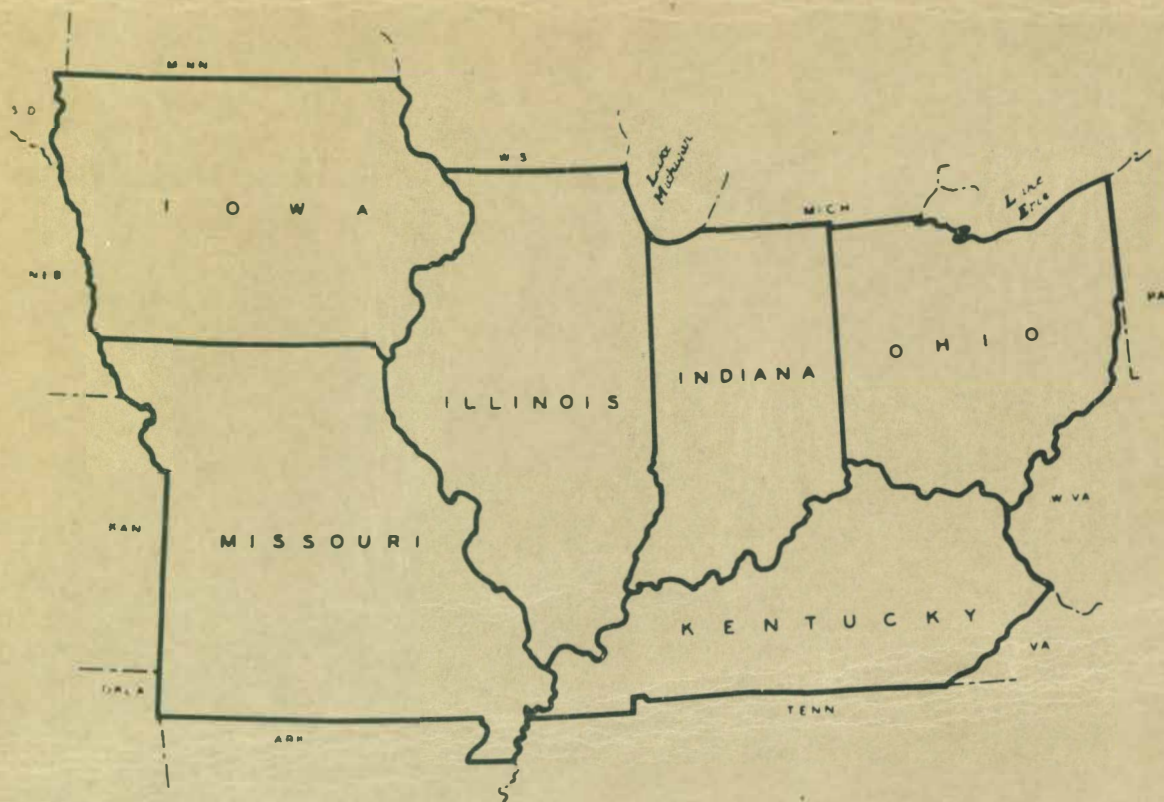 MINN
S D
WIS
Lake
Michigan
I O W A
MICH
Lake
Erie
NEB
PA
OHIO
INDIANA
ILLINOIS
KAN
W VA
MISSOURI
KENTUCKY
VA
OKLA
TENN
ARK